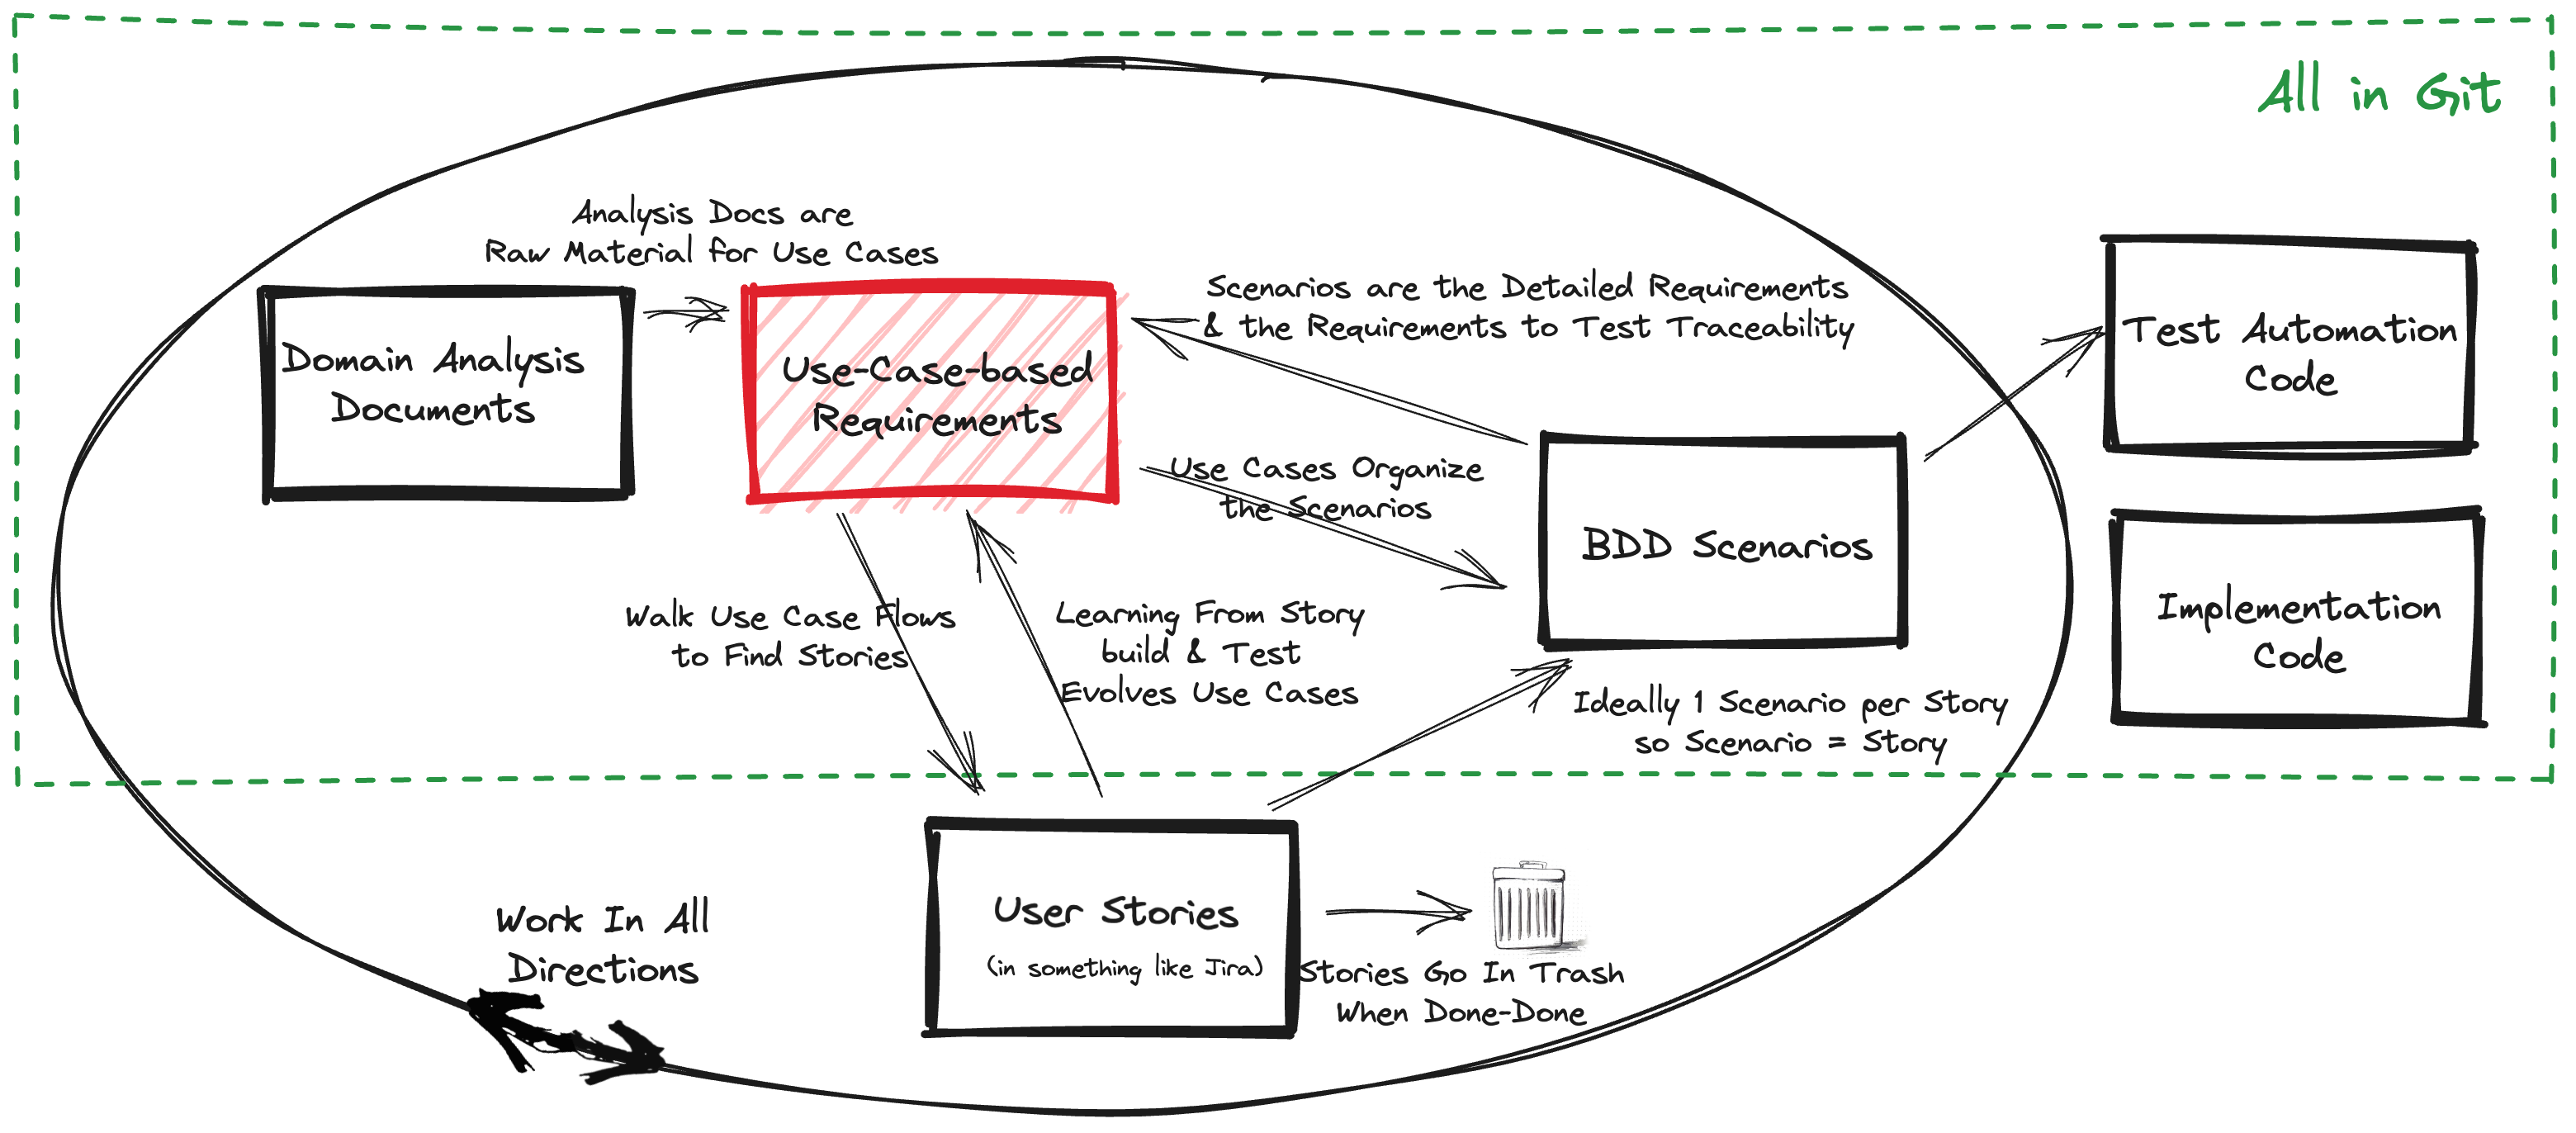 All in Git
Analysis Docs are
Raw Material for Use Cases
Domain Analysis
Documents
Use-Case-based
Requirements
Scenarios are the Detailed Requirements
& the Requirements to Test Traceability
Test Automation
Code
Use Cases Organize
the Scenarios
BDD Scenarios
Implementation
Code
Walk Use Case Flows
to Find Stories
Learning From Story
build & Test
Evolves Use Cases
Ideally 1 Scenario per Story
so Scenario = Story
User Stories
(in something like Jira)
Stories Go In Trash
When Done-Done
Work In All
Directions